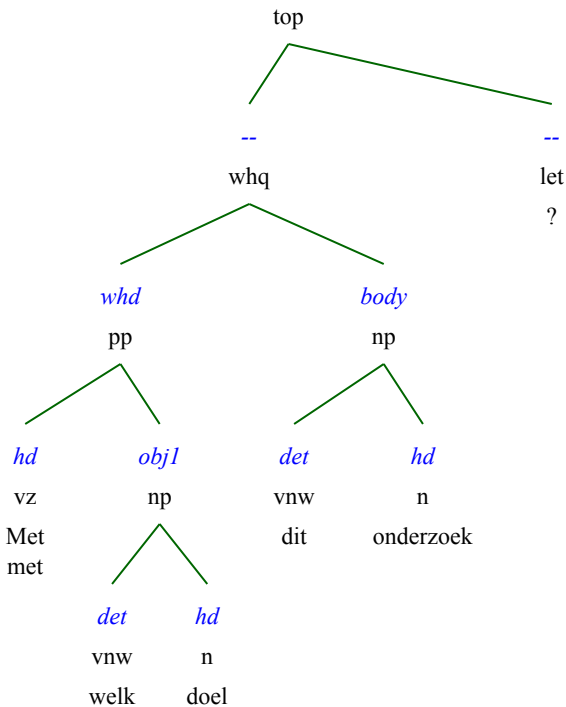 top
-- --
whq let
?
whd body
pp np
hd obj1 det hd
vz np vnw n
Met dit onderzoek
met
det hd
vnw n
welk doel